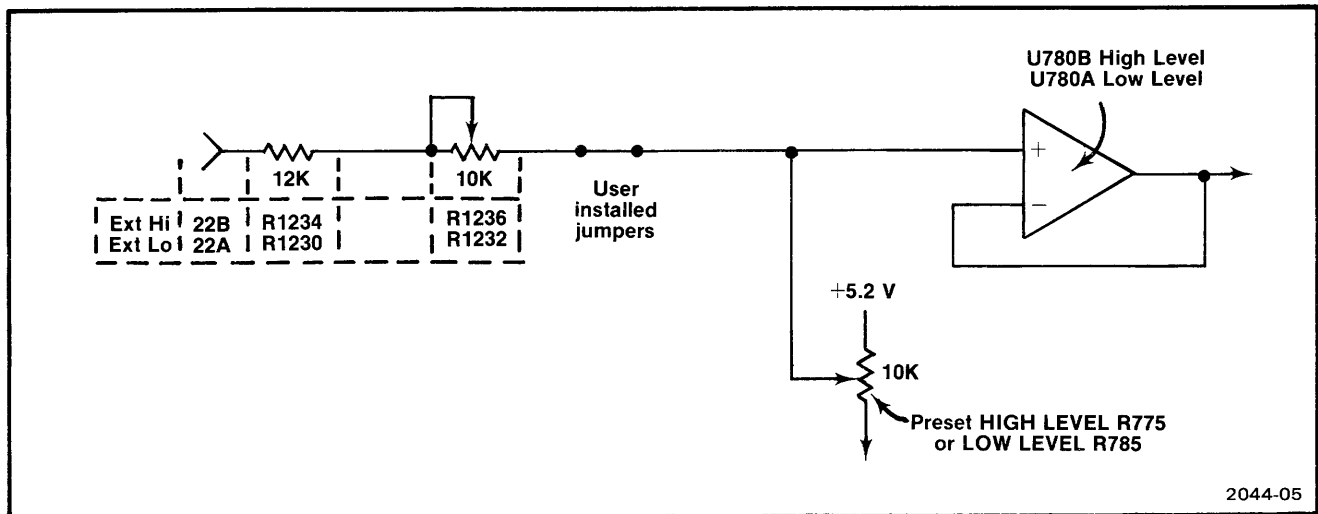 U780B High Level
U780A Low Level
+
−
12K
10K
User
installed
jumpers
Ext Hi 22B R1234 R1236
Ext Lo 22A R1230 R1232
+5.2 V
10K
Preset HIGH LEVEL R775
or LOW LEVEL R785
2044-05